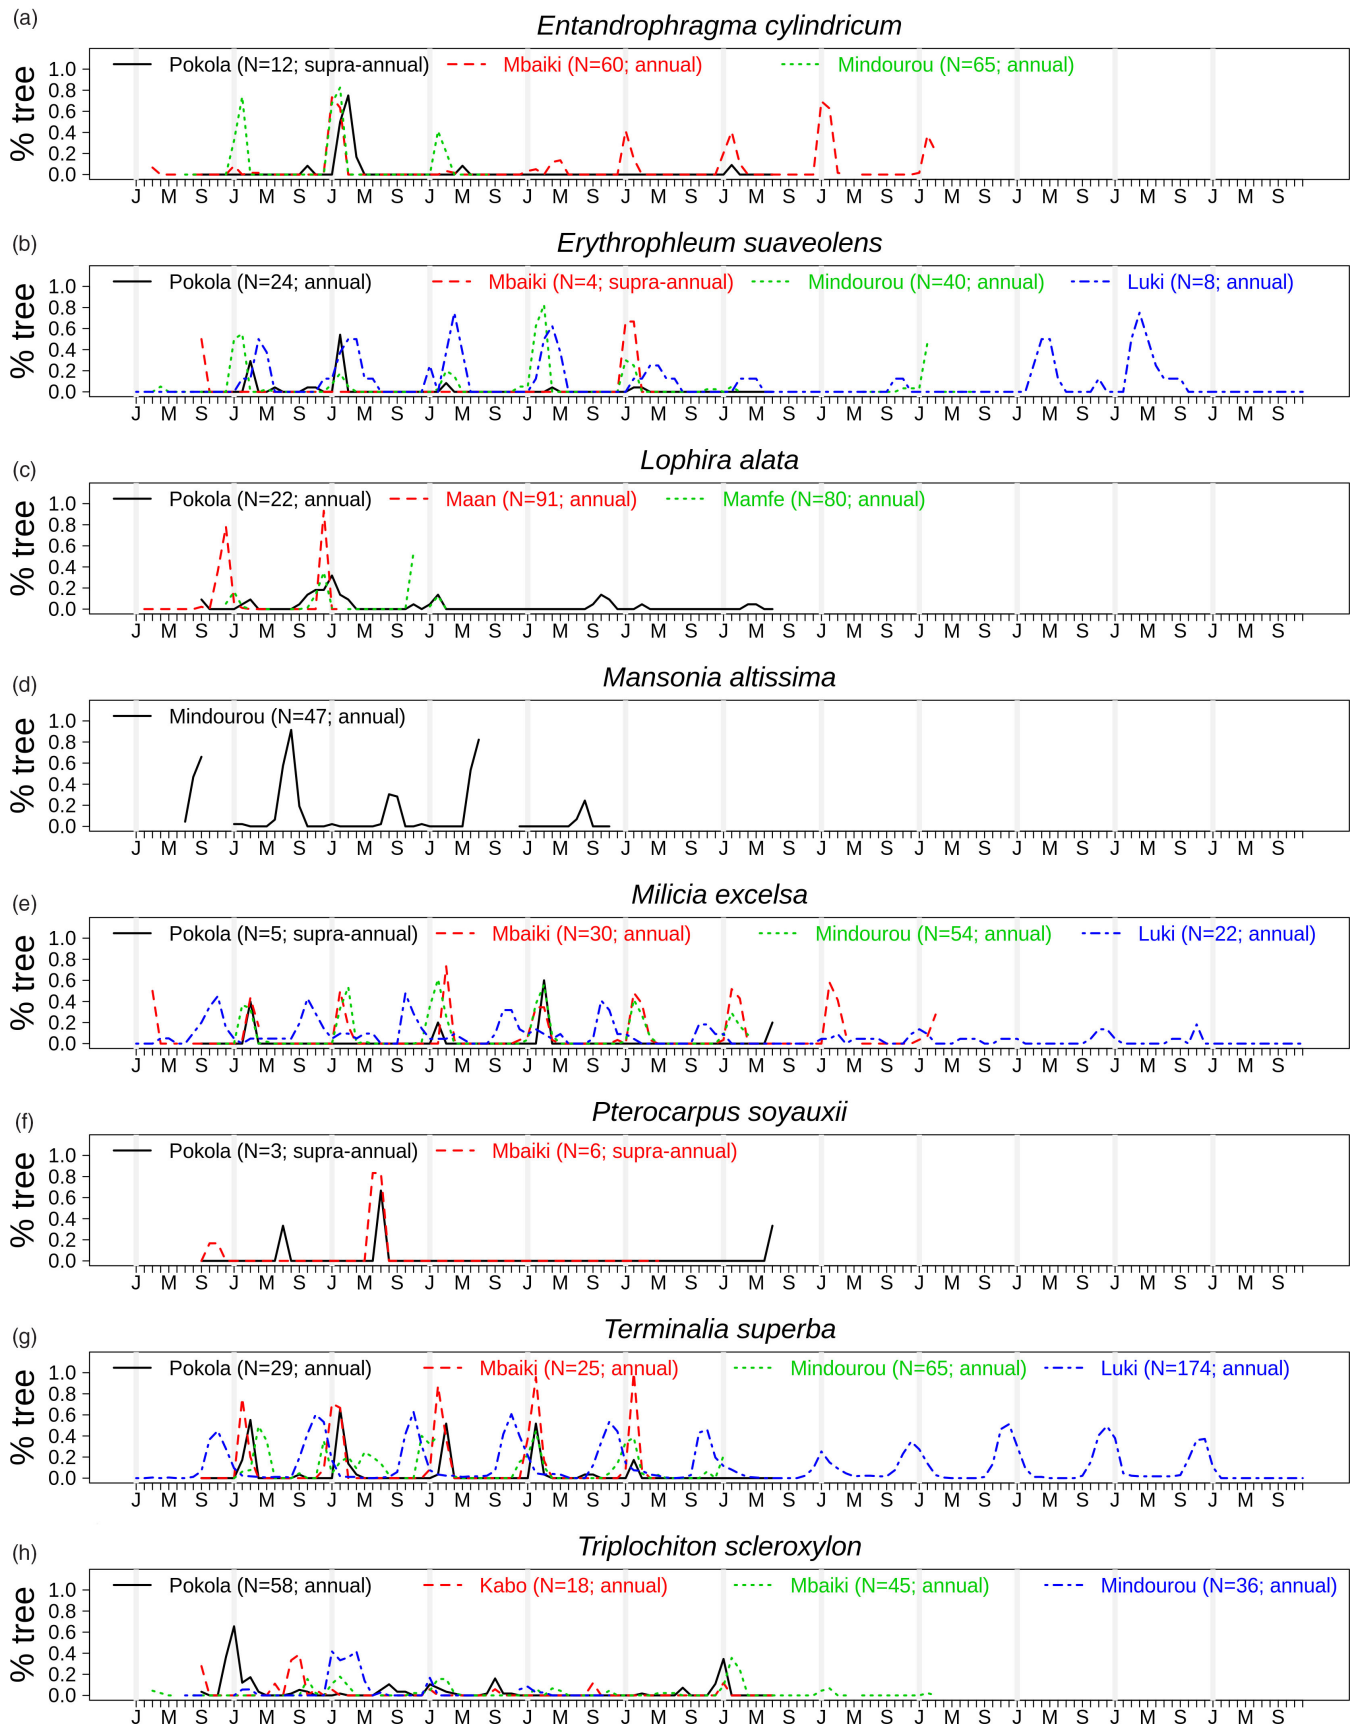 (a)
Entandrophragma cylindricum
Pokola (N=12; supra-annual) Mbaiki (N=60; annual) Mindourou (N=65; annual)
% tree
1.0
0.8
0.6
0.4
0.2
0.0
J M S J M S J M S J M S J M S J M S J M S J M S J M S J M S J M S J M S
(b)
Erythrophleum suaveolens
Pokola (N=24; annual) Mbaiki (N=4; supra-annual) Mindourou (N=40; annual) Luki (N=8; annual)
% tree
1.0
0.8
0.6
0.4
0.2
0.0
J M S J M S J M S J M S J M S J M S J M S J M S J M S J M S J M S J M S
(c)
Lophira alata
Pokola (N=22; annual) Maan (N=91; annual) Mamfe (N=80; annual)
% tree
1.0
0.8
0.6
0.4
0.2
0.0
J M S J M S J M S J M S J M S J M S J M S J M S J M S J M S J M S J M S
(d)
Mansonia altissima
Mindourou (N=47; annual)
% tree
1.0
0.8
0.6
0.4
0.2
0.0
J M S J M S J M S J M S J M S J M S J M S J M S J M S J M S J M S J M S
(e)
Milicia excelsa
Pokola (N=5; supra-annual) Mbaiki (N=30; annual) Mindourou (N=54; annual) Luki (N=22; annual)
% tree
1.0
0.8
0.6
0.4
0.2
0.0
J M S J M S J M S J M S J M S J M S J M S J M S J M S J M S J M S J M S
(f)
Pterocarpus soyauxii
Pokola (N=3; supra-annual) Mbaiki (N=6; supra-annual)
% tree
1.0
0.8
0.6
0.4
0.2
0.0
J M S J M S J M S J M S J M S J M S J M S J M S J M S J M S J M S J M S
(g)
Terminalia superba
Pokola (N=29; annual) Mbaiki (N=25; annual) Mindourou (N=65; annual) Luki (N=174; annual)
% tree
1.0
0.8
0.6
0.4
0.2
0.0
J M S J M S J M S J M S J M S J M S J M S J M S J M S J M S J M S J M S
(h)
Triplochiton scleroxylon
Pokola (N=58; annual) Kabo (N=18; annual) Mbaiki (N=45; annual) Mindourou (N=36; annual)
% tree
1.0
0.8
0.6
0.4
0.2
0.0
J M S J M S J M S J M S J M S J M S J M S J M S J M S J M S J M S J M S